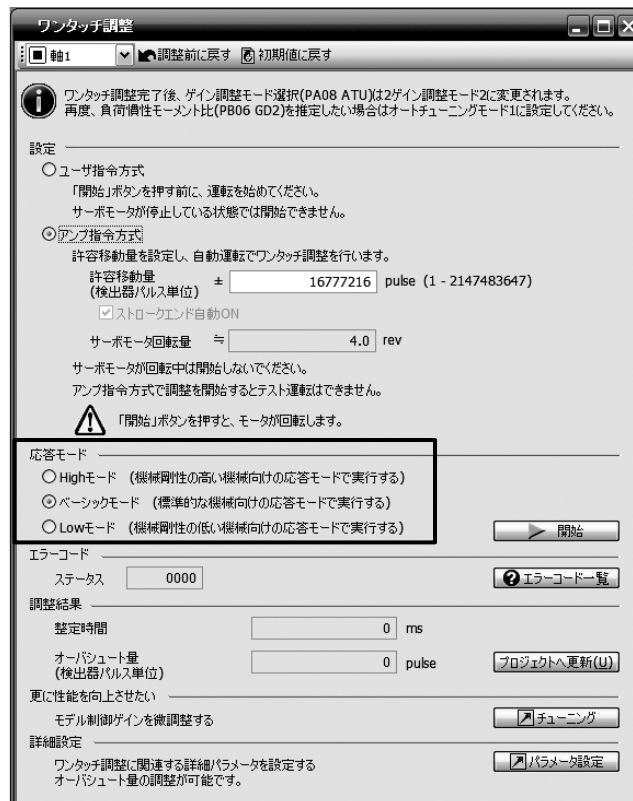 ワンタッチ調整
軸1 調整前に戻す 初期値に戻す
ワンタッチ調整完了後、ゲイン調整モード選択(PA08 ATU)は2ゲイン調整モード2に変更されます。
再度、負荷慣性モーメント比(PB06 GD2)を推定したい場合はオートチューニングモード1に設定してください。
設定
ユーザ指令方式
「開始」ボタンを押す前に、運転を始めてください。
サーボモータが停止している状態では開始できません。
アンプ指令方式
許容移動量を設定し、自動運転でワンタッチ調整を行います。
許容移動量
(検出器パルス単位) ± 16777216 pulse (1 - 2147483647)
ストロークエンド自動ON
サーボモータ回転量 ≒ 4.0 rev
サーボモータが回転中は開始しないでください。
アンプ指令方式で調整を開始するとテスト運転はできません。
「開始」ボタンを押すと、モータが回転します。
応答モード
Highモード (機械剛性の高い機械向けの応答モードで実行する)
ベーシックモード (標準的な機械向けの応答モードで実行する)
Lowモード (機械剛性の低い機械向けの応答モードで実行する)
開始
エラーコード
ステータス 0000 エラーコード一覧
調整結果
整定時間 0 ms
オーバシュート量
(検出器パルス単位) 0 pulse プロジェクトへ更新(U)
更に性能を向上させたい
モデル制御ゲインを微調整する チューニング
詳細設定
ワンタッチ調整に関連する詳細パラメータを設定する パラメータ設定
オーバシュート量の調整が可能です。